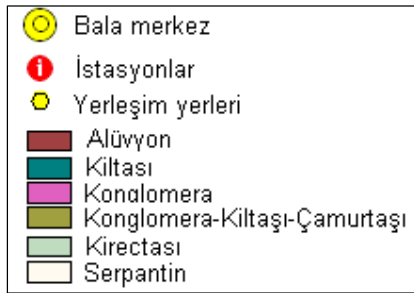 Bala merkez
i
İstasyonlar
Yerleşim yerleri
Alüvyon
Kiltası
Konglomera
Konglomera-Kiltaşı-Çamurtaşı
Kirectası
Serpantin